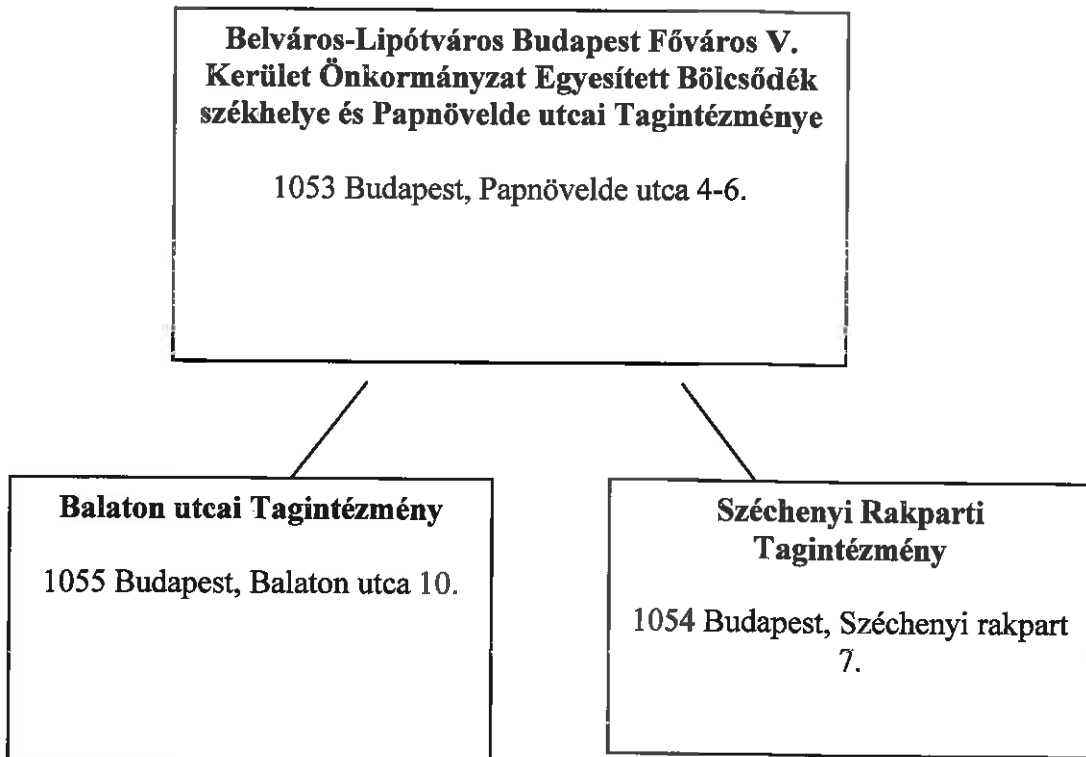 Belváros-Lipótváros Budapest Főváros V.
Kerület Önkormányzat Egyesített Bölcsődék
székhelye és Papnövelde utcai Tagintézménye
1053 Budapest, Papnövelde utca 4-6.
Balaton utcai Tagintézmény
1055 Budapest, Balaton utca 10.
Széchenyi Rakparti
Tagintézmény
1054 Budapest, Széchenyi rakpart
7.